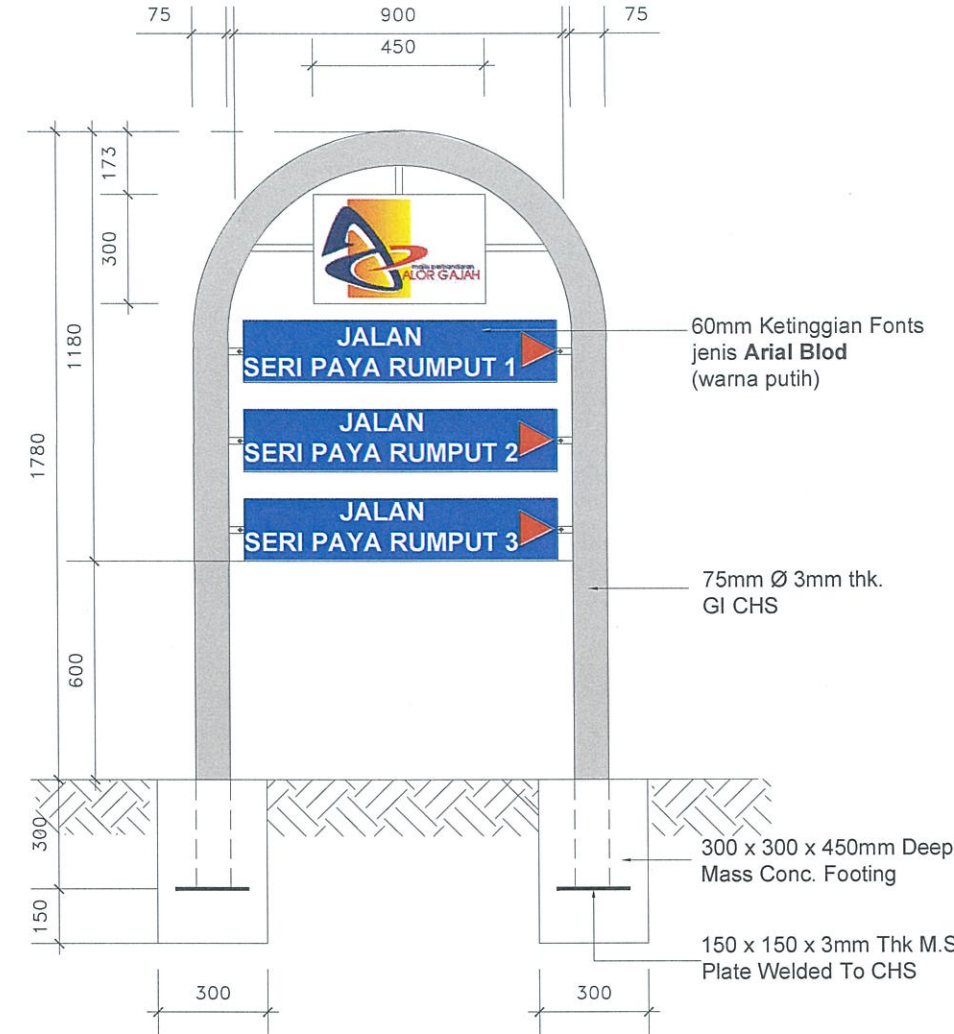 75 900 75
450
173
300
1180
1780
600
300
150
300 300
majlis perbandaran
ALOR GAJAH
JALAN
SERI PAYA RUMPUT 1
JALAN
SERI PAYA RUMPUT 2
JALAN
SERI PAYA RUMPUT 3
60mm Ketinggian Fonts
jenis Arial Blod
(warna putih)
75mm Ø 3mm thk.
GI CHS
300 x 300 x 450mm Deep
Mass Conc. Footing
150 x 150 x 3mm Thk M.S
Plate Welded To CHS